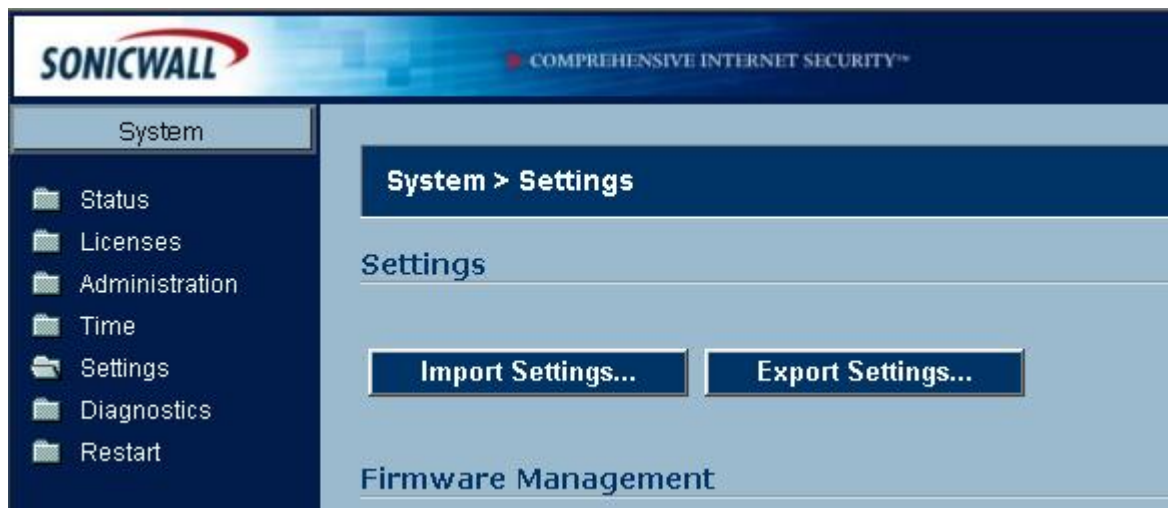 SONICWALL
COMPREHENSIVE INTERNET SECURITY™
System
Status
Licenses
Administration
Time
Settings
Diagnostics
Restart
System > Settings
Settings
Import Settings...
Export Settings...
Firmware Management